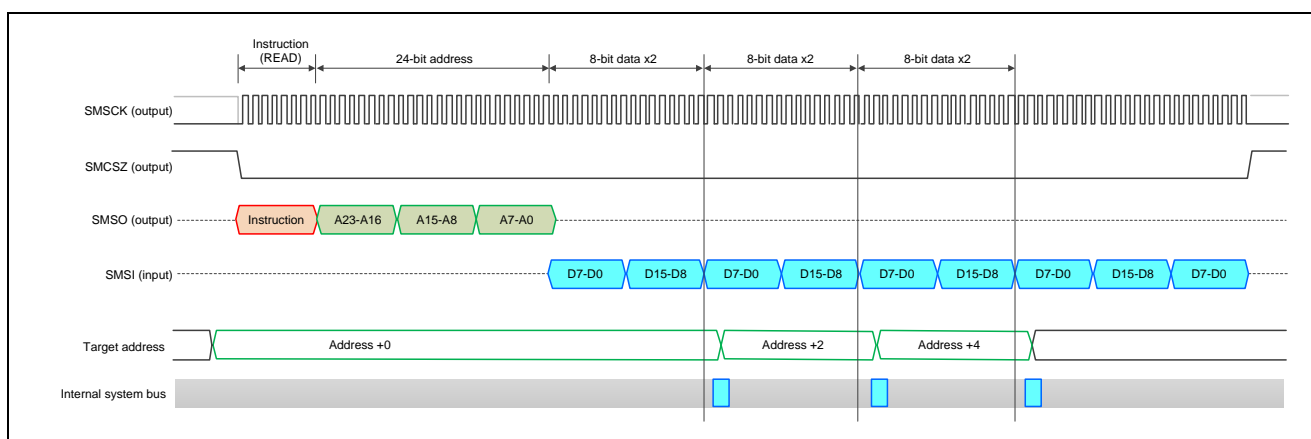 Instruction
(READ)
24-bit address
8-bit data x2
8-bit data x2
8-bit data x2
SMSCK (output)
SMCSZ (output)
SMSO (output)
Instruction
A23-A16
A15-A8
A7-A0
SMSI (input)
D7-D0
D15-D8
D7-D0
D15-D8
D7-D0
D15-D8
D7-D0
D15-D8
D7-D0
Target address
Address +0
Address +2
Address +4
Internal system bus